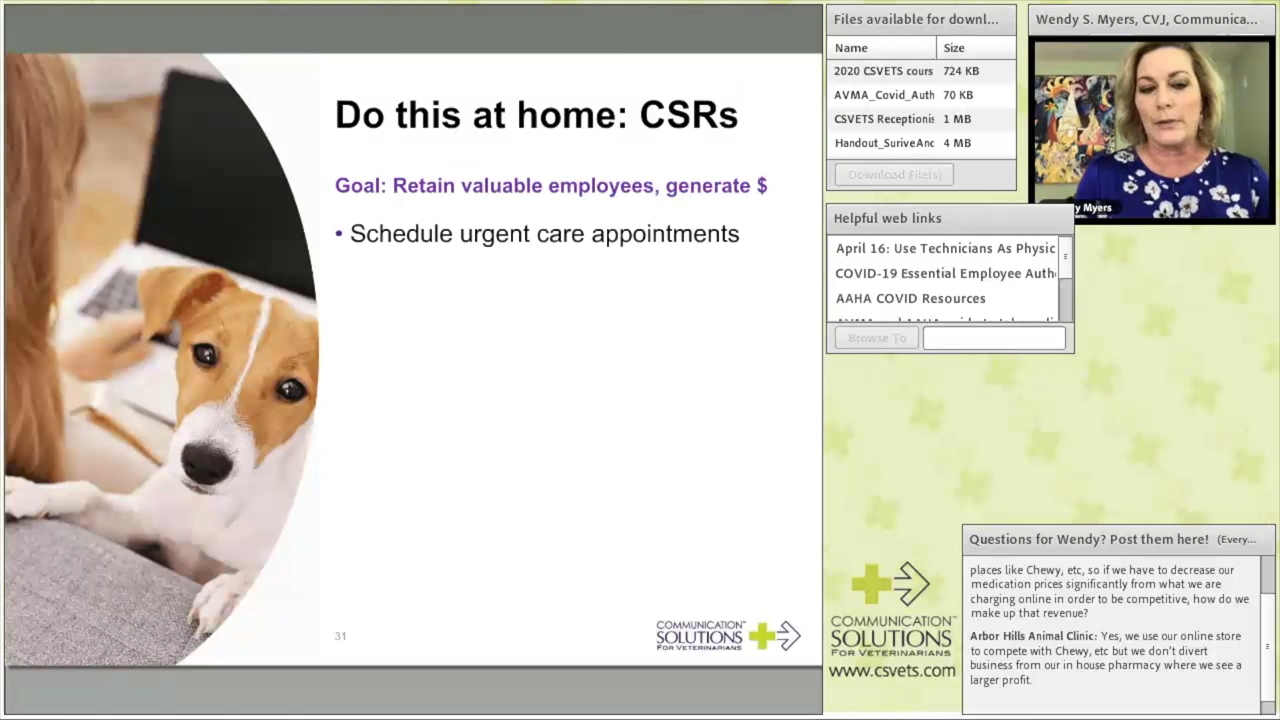 Do this at home: CSRs
Goal: Retain valuable employees, generate $
• Schedule urgent care appointments
31
COMMUNICATION
SOLUTIONS
FOR VETERINARIANS
Files available for downl...
Name Size
2020 CSVETS cours 724 KB
AVMA_Covid_Auth 70 KB
CSVETS Receptionis 1 MB
Handout_SuriveAnc 4 MB
Download File(s)
Wendy S. Myers, CVJ, Communica...
y Myers
Helpful web links
April 16: Use Technicians As Physic
COVID-19 Essential Employee Auth
AAHA COVID Resources
Browse To
COMMUNICATION
SOLUTIONS
FOR VETERINARIANS
www.csvets.com
Questions for Wendy? Post them here! (Every...
places like Chewy, etc, so if we have to decrease our
medication prices significantly from what we are
charging online in order to be competitive, how do we
make up that revenue?
Arbor Hills Animal Clinic: Yes, we use our online store
to compete with Chewy, etc but we don't divert
business from our in house pharmacy where we see a
larger profit.